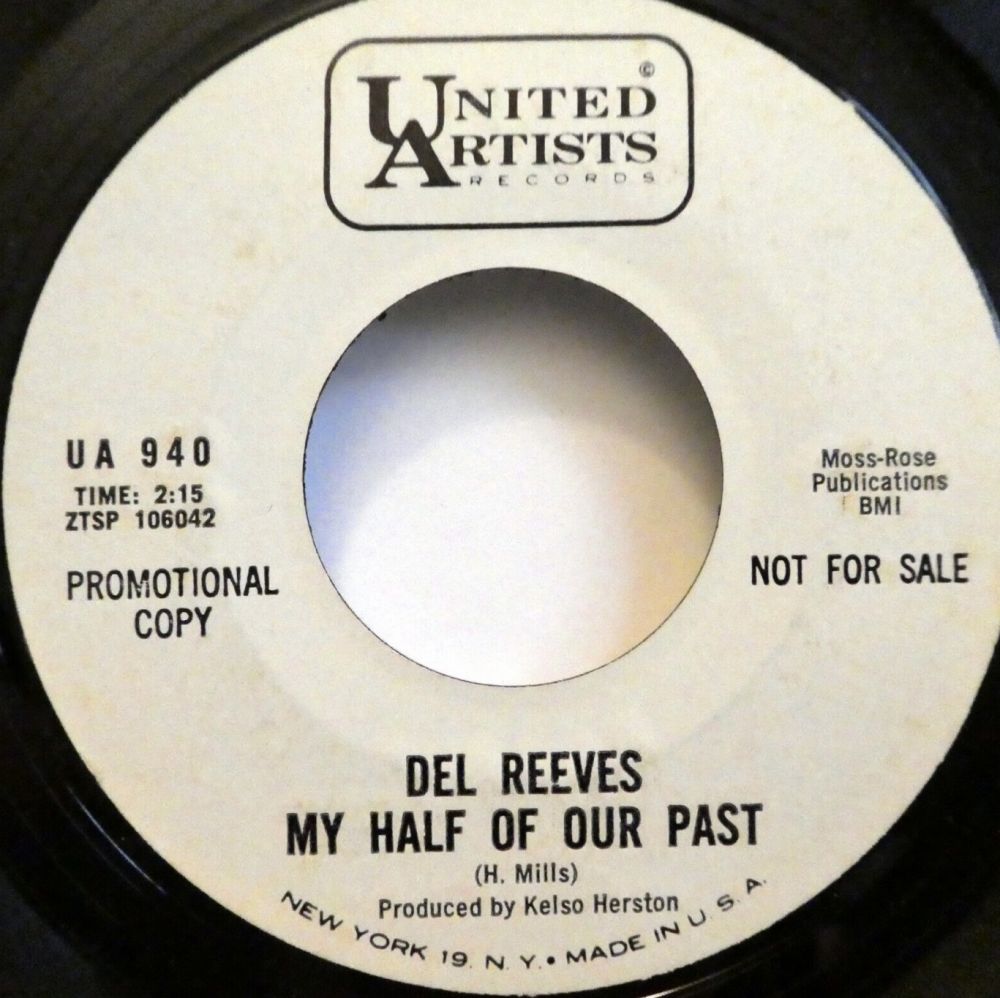 ©
UNITED
ARTISTS
RECORDS
UA 940
TIME: 2:15
ZTSP 106042
PROMOTIONAL
COPY
Moss-Rose
Publications
BMI
NOT FOR SALE
DEL REEVES
MY HALF OF OUR PAST
(H. Mills)
Produced by Kelso Herston
NEW YORK 19. N. Y. • MADE IN U. S. A.